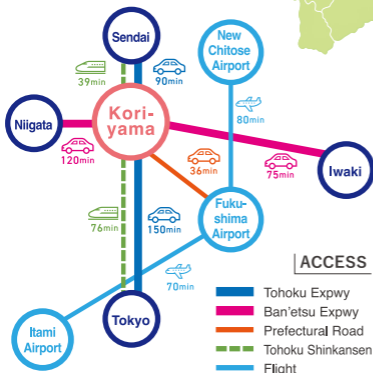 Sendai
New
Chitose
Airport
39min
90min
Kori-
yama
Niigata
80min
120min
36min
75min
Iwaki
Fuku-
shima
Airport
76min
150min
ACCESS
70min
Tohoku Expwy
Ban'etsu Expwy
Prefectural Road
Tohoku Shinkansen
Flight
Itami
Airport
Tokyo